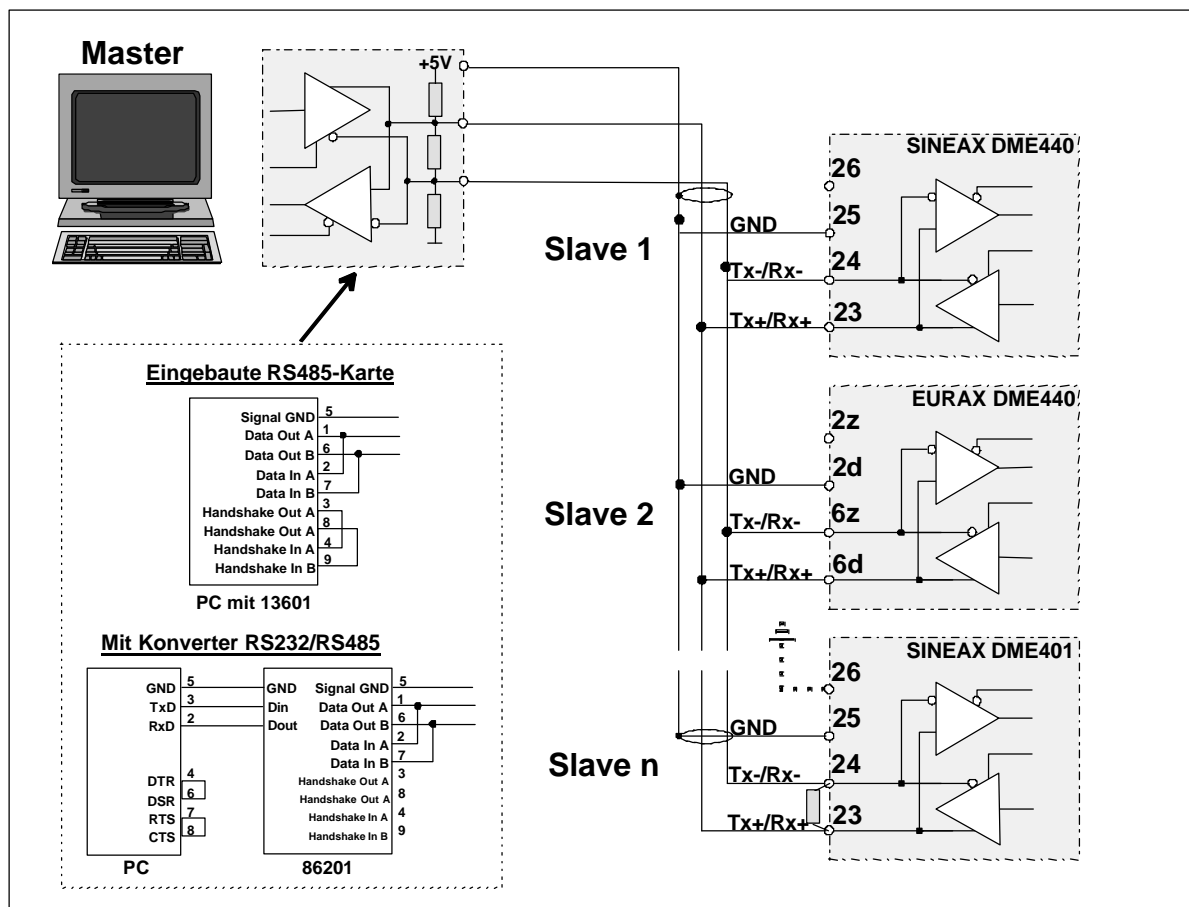 Master
+5V
Slave 1
SINEAX DME440
26
25
GND
24
Tx-/Rx-
23
Tx+/Rx+
Slave 2
EURAX DME440
2z
2d
GND
6z
Tx-/Rx-
6d
Tx+/Rx+
Slave n
SINEAX DME401
26
25
GND
24
Tx-/Rx-
23
Tx+/Rx+
Eingebaute RS485-Karte
Signal GND 5
Data Out A 1
Data Out B 6
Data In A 2
Data In B 7
Handshake Out A 3
Handshake Out A 8
Handshake In A 4
Handshake In B 9
PC mit 13601
Mit Konverter RS232/RS485
GND 5
TxD 3
RxD 2
DTR 4
DSR 6
RTS 7
CTS 8
PC
GND
Din
Dout
Signal GND 5
Data Out A 1
Data Out B 6
Data In A 2
Data In B 7
Handshake Out A 3
Handshake Out A 8
Handshake In A 4
Handshake In B 9
86201